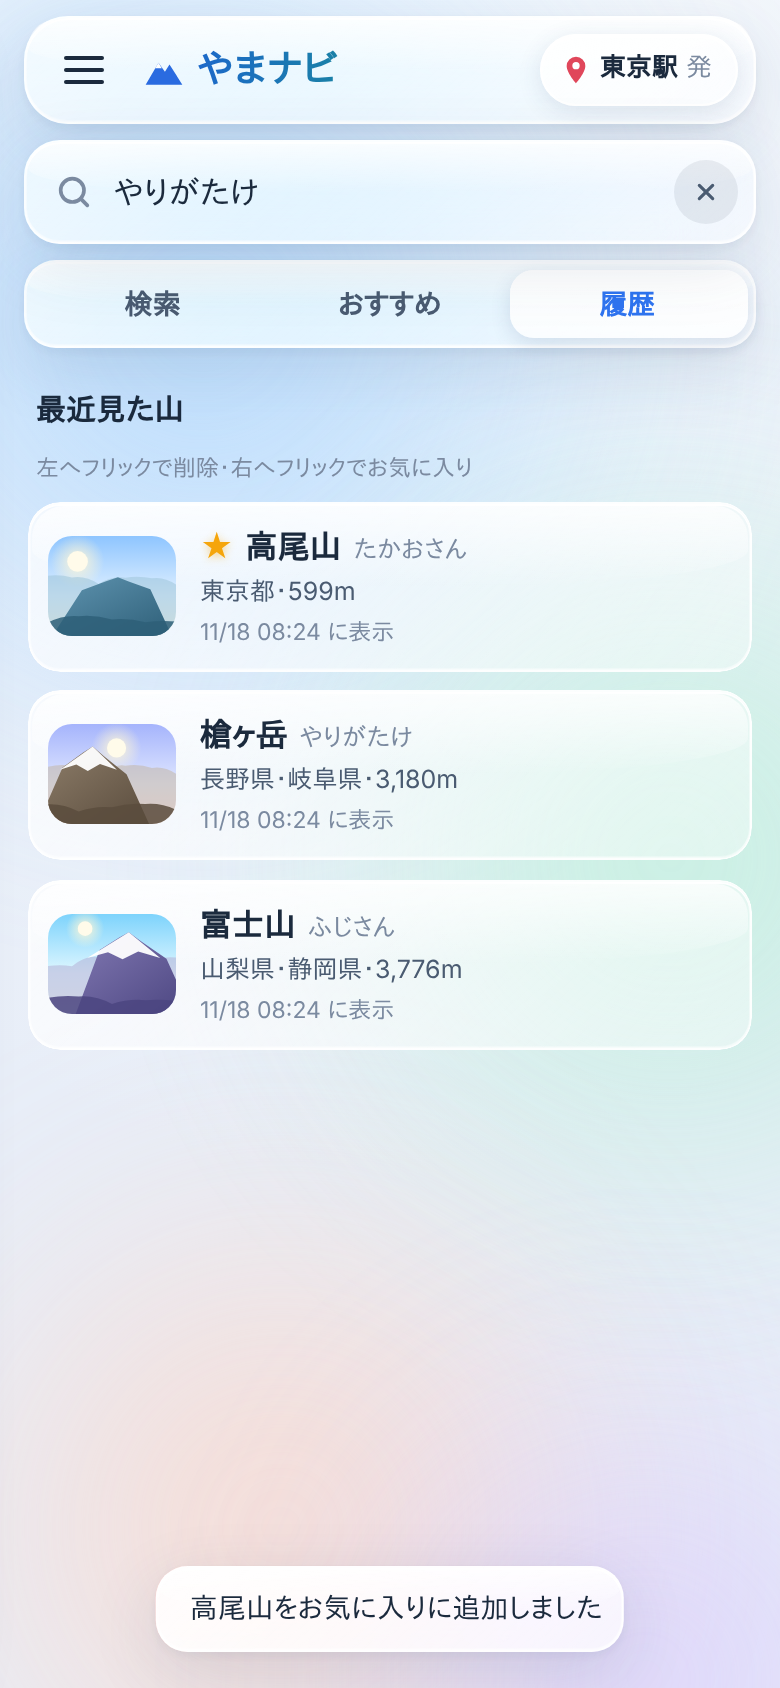 やまナビ
東京駅 発
やりがたけ
検索 おすすめ 履歴
最近見た山
左へフリックで削除·右へフリックでお気に入り
★ 高尾山 たかおさん
東京都·599m
11/18 08:24 に表示
槍ヶ岳 やりがたけ
長野県·岐阜県·3,180m
11/18 08:24 に表示
富士山 ふじさん
山梨県·静岡県·3,776m
11/18 08:24 に表示
高尾山をお気に入りに追加しました